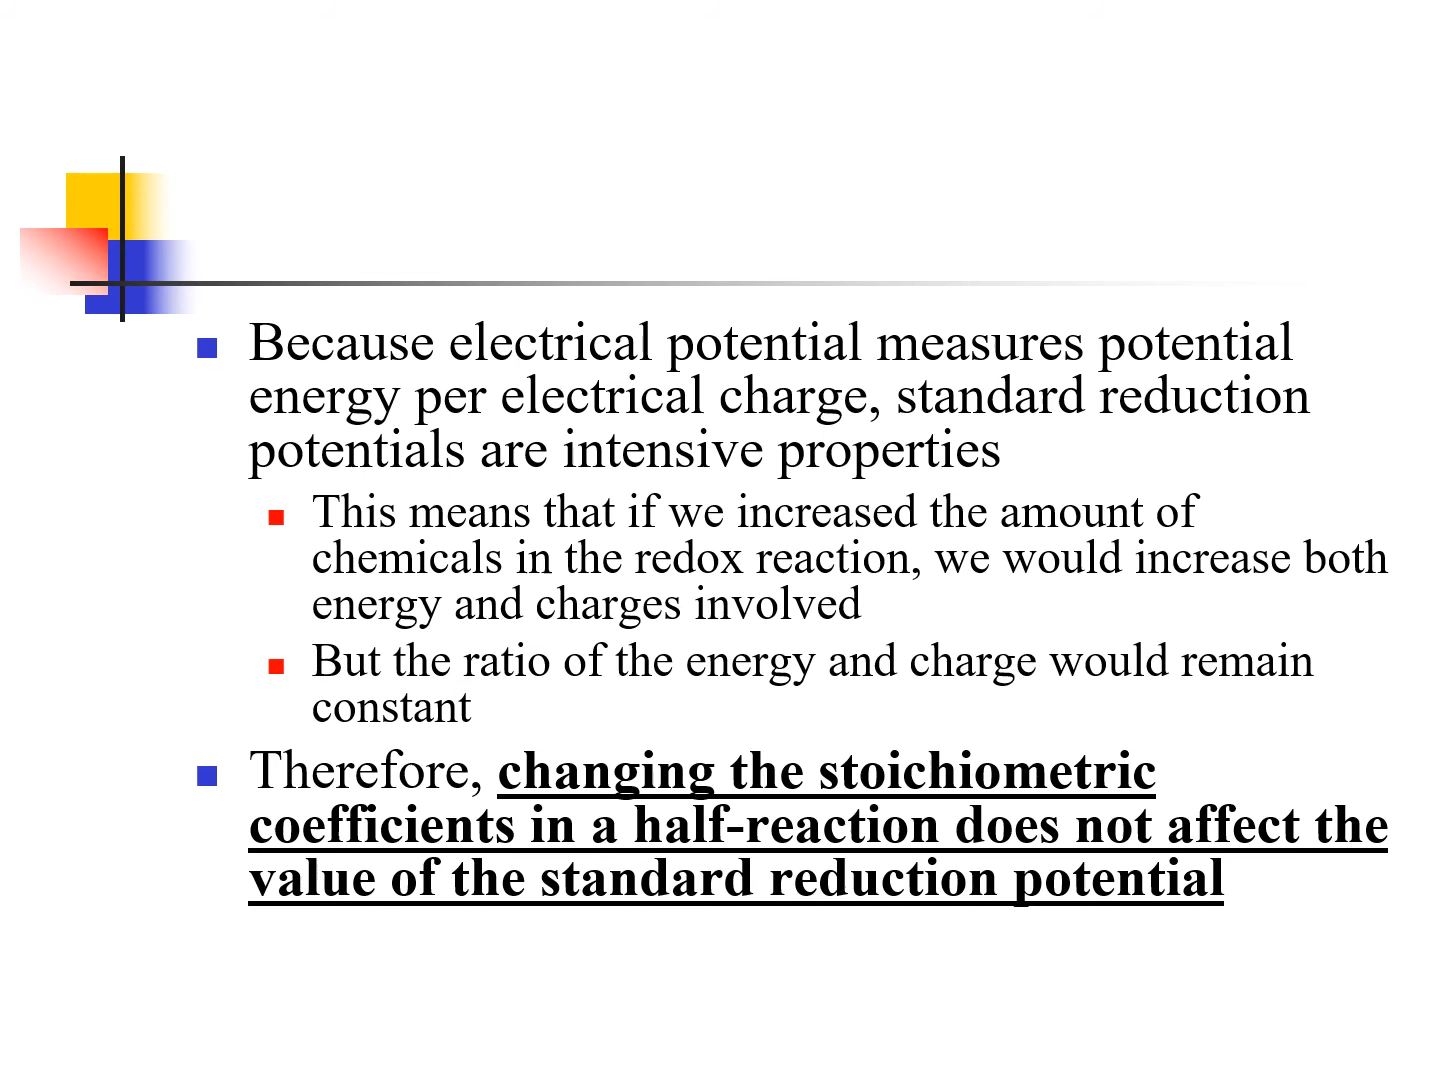 Because electrical potential measures potential
energy per electrical charge, standard reduction
potentials are intensive properties
This means that if we increased the amount of
chemicals in the redox reaction, we would increase both
energy and charges involved
But the ratio of the energy and charge would remain
constant
Therefore, changing the stoichiometric
coefficients in a half-reaction does not affect the
value of the standard reduction potential